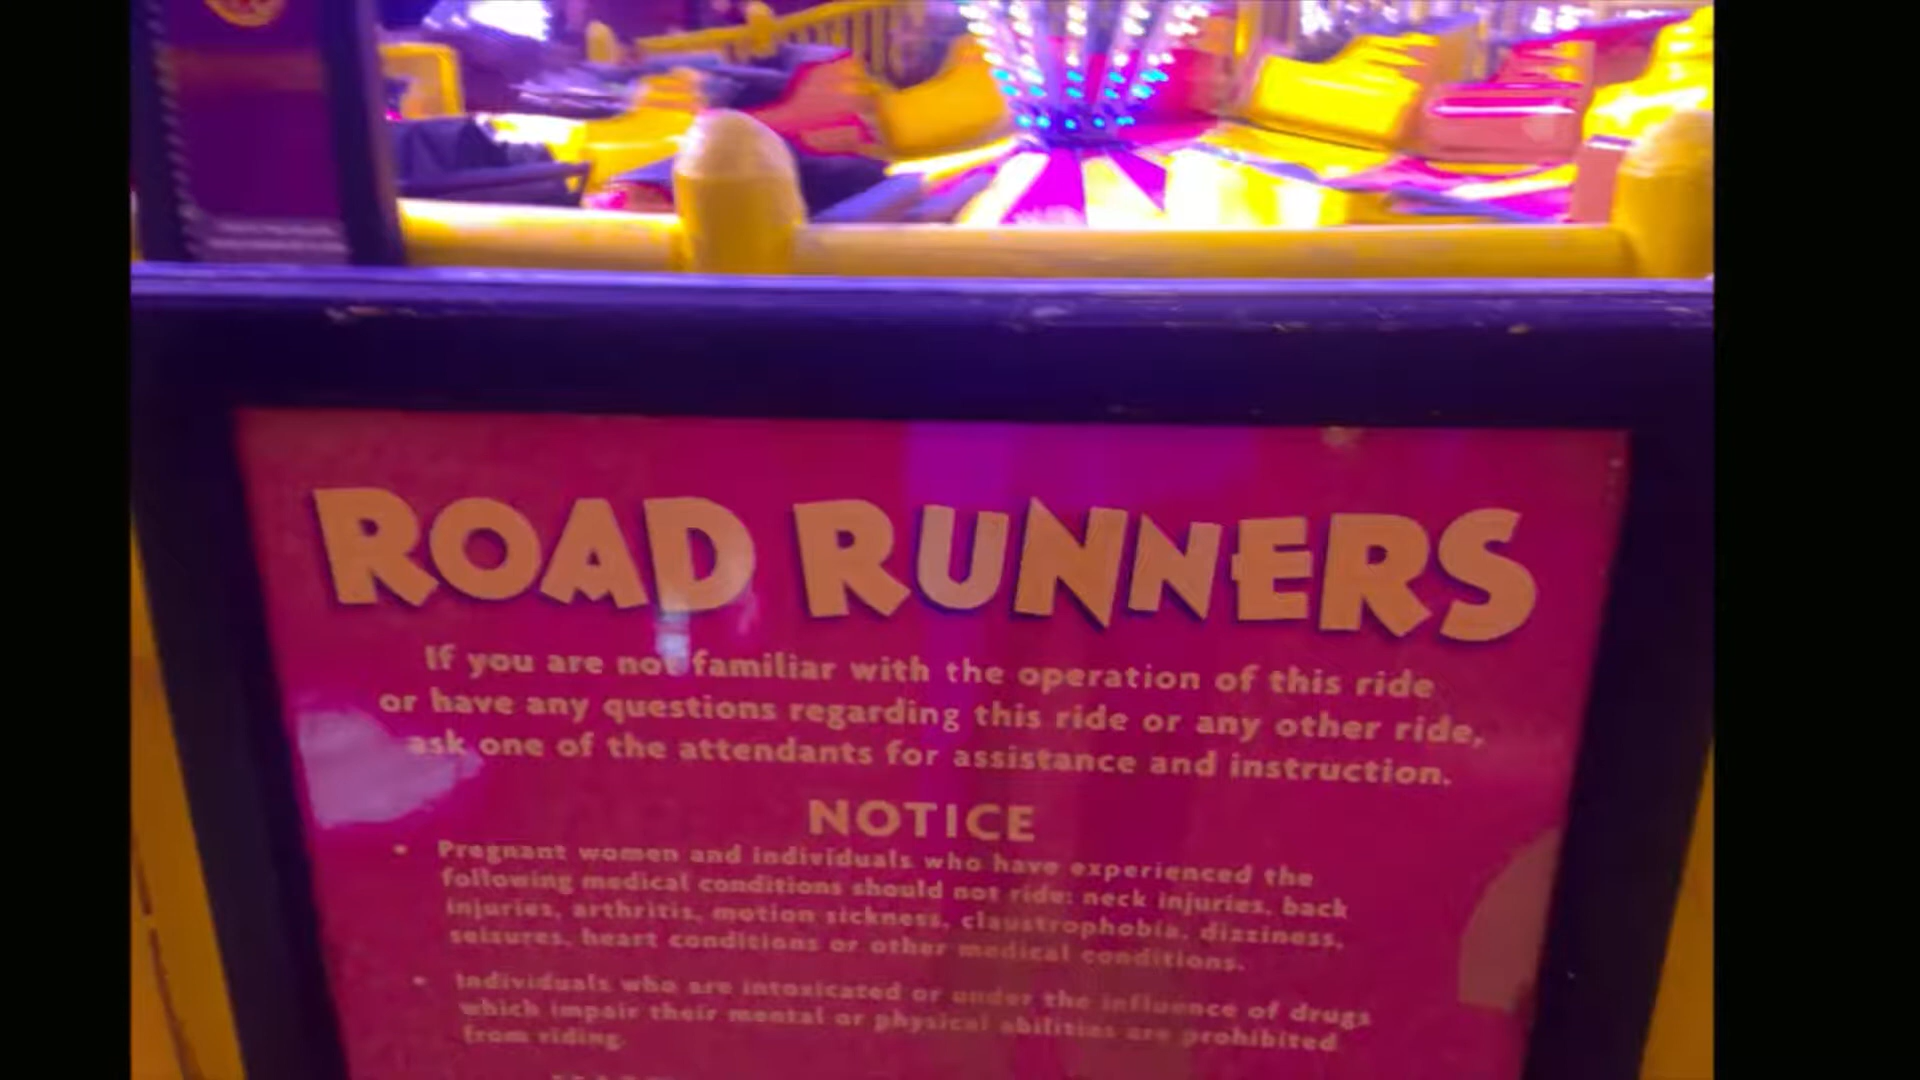 ROAD RUNNERS
If you are not familiar with the operation of this ride
or have any questions regarding this ride or any other ride,
ask one of the attendants for assistance and instruction.
NOTICE
• Pregnant women and individuals who have experienced the
following medical conditions should not ride: neck injuries, back
injuries, arthritis, motion sickness, claustrophobia, dizziness,
seizures, heart conditions or other medical conditions.
• Individuals who are intoxicated or under the influence of drugs
which impair their mental or physical abilities are prohibited
from riding.